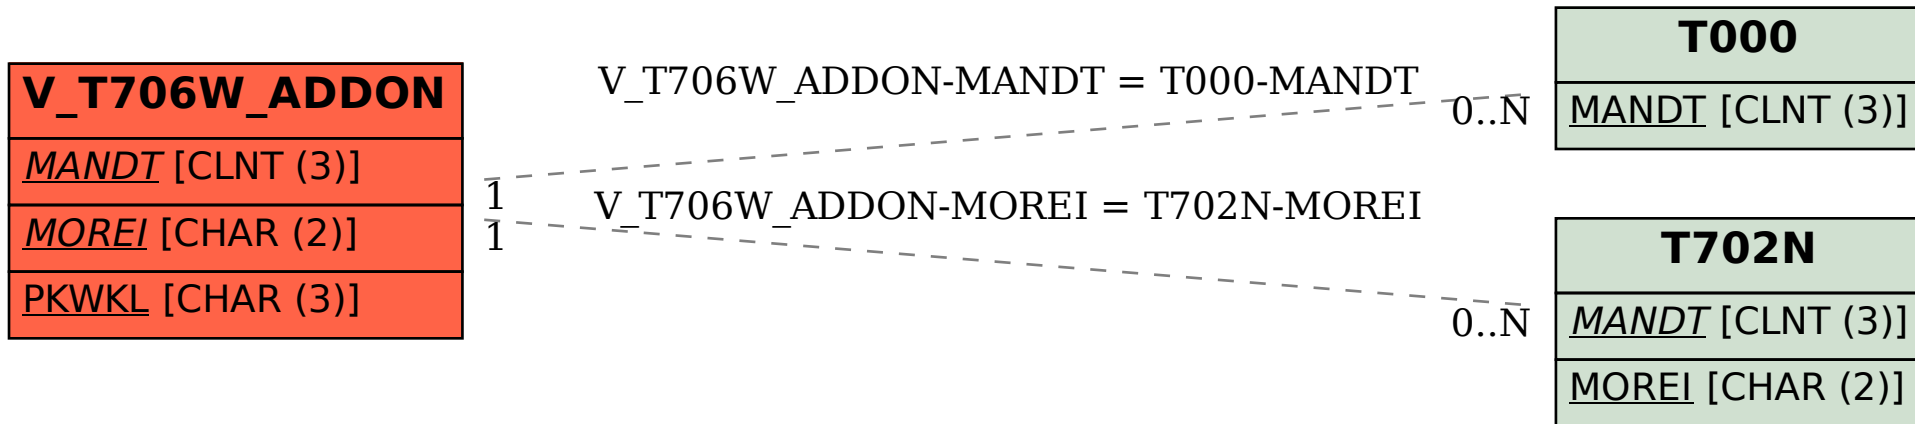 V_T706W_ADDON
MANDT [CLNT (3)]
MOREI [CHAR (2)]
PKWKL [CHAR (3)]
V_T706W_ADDON-MANDT = T000-MANDT
0..N
1
V_T706W_ADDON-MOREI = T702N-MOREI
1
0..N
T000
MANDT [CLNT (3)]
T702N
MANDT [CLNT (3)]
MOREI [CHAR (2)]